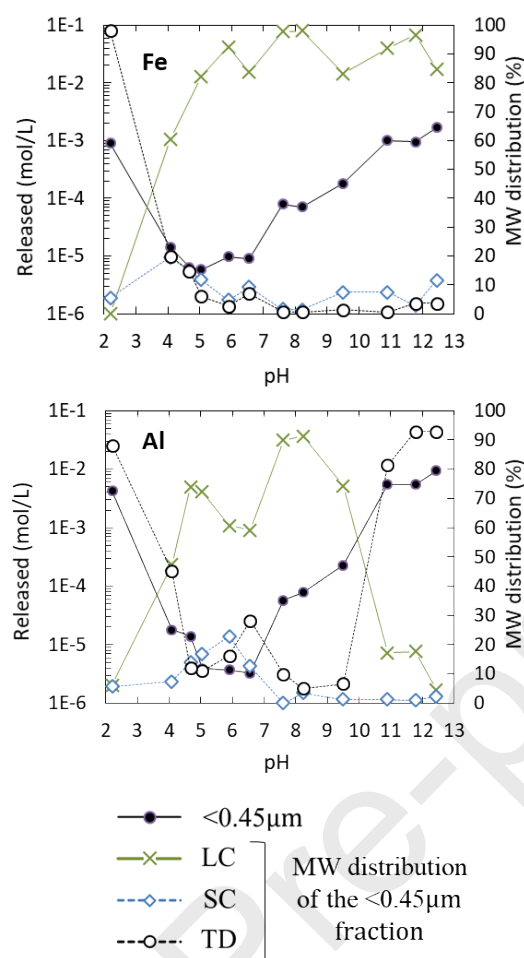 Fe
Released (mol/L)
1E-1
1E-2
1E-3
1E-4
1E-5
1E-6
100
90
80
70
60
50
40
30
20
10
0
MW distribution (%)
2 3 4 5 6 7 8 9 10 11 12 13
pH
Al
Released (mol/L)
1E-1
1E-2
1E-3
1E-4
1E-5
1E-6
100
90
80
70
60
50
40
30
20
10
0
MW distribution (%)
2 3 4 5 6 7 8 9 10 11 12 13
pH
<0.45µm
LC
SC
TD
MW distribution
of the <0.45µm
fraction
Pre-p